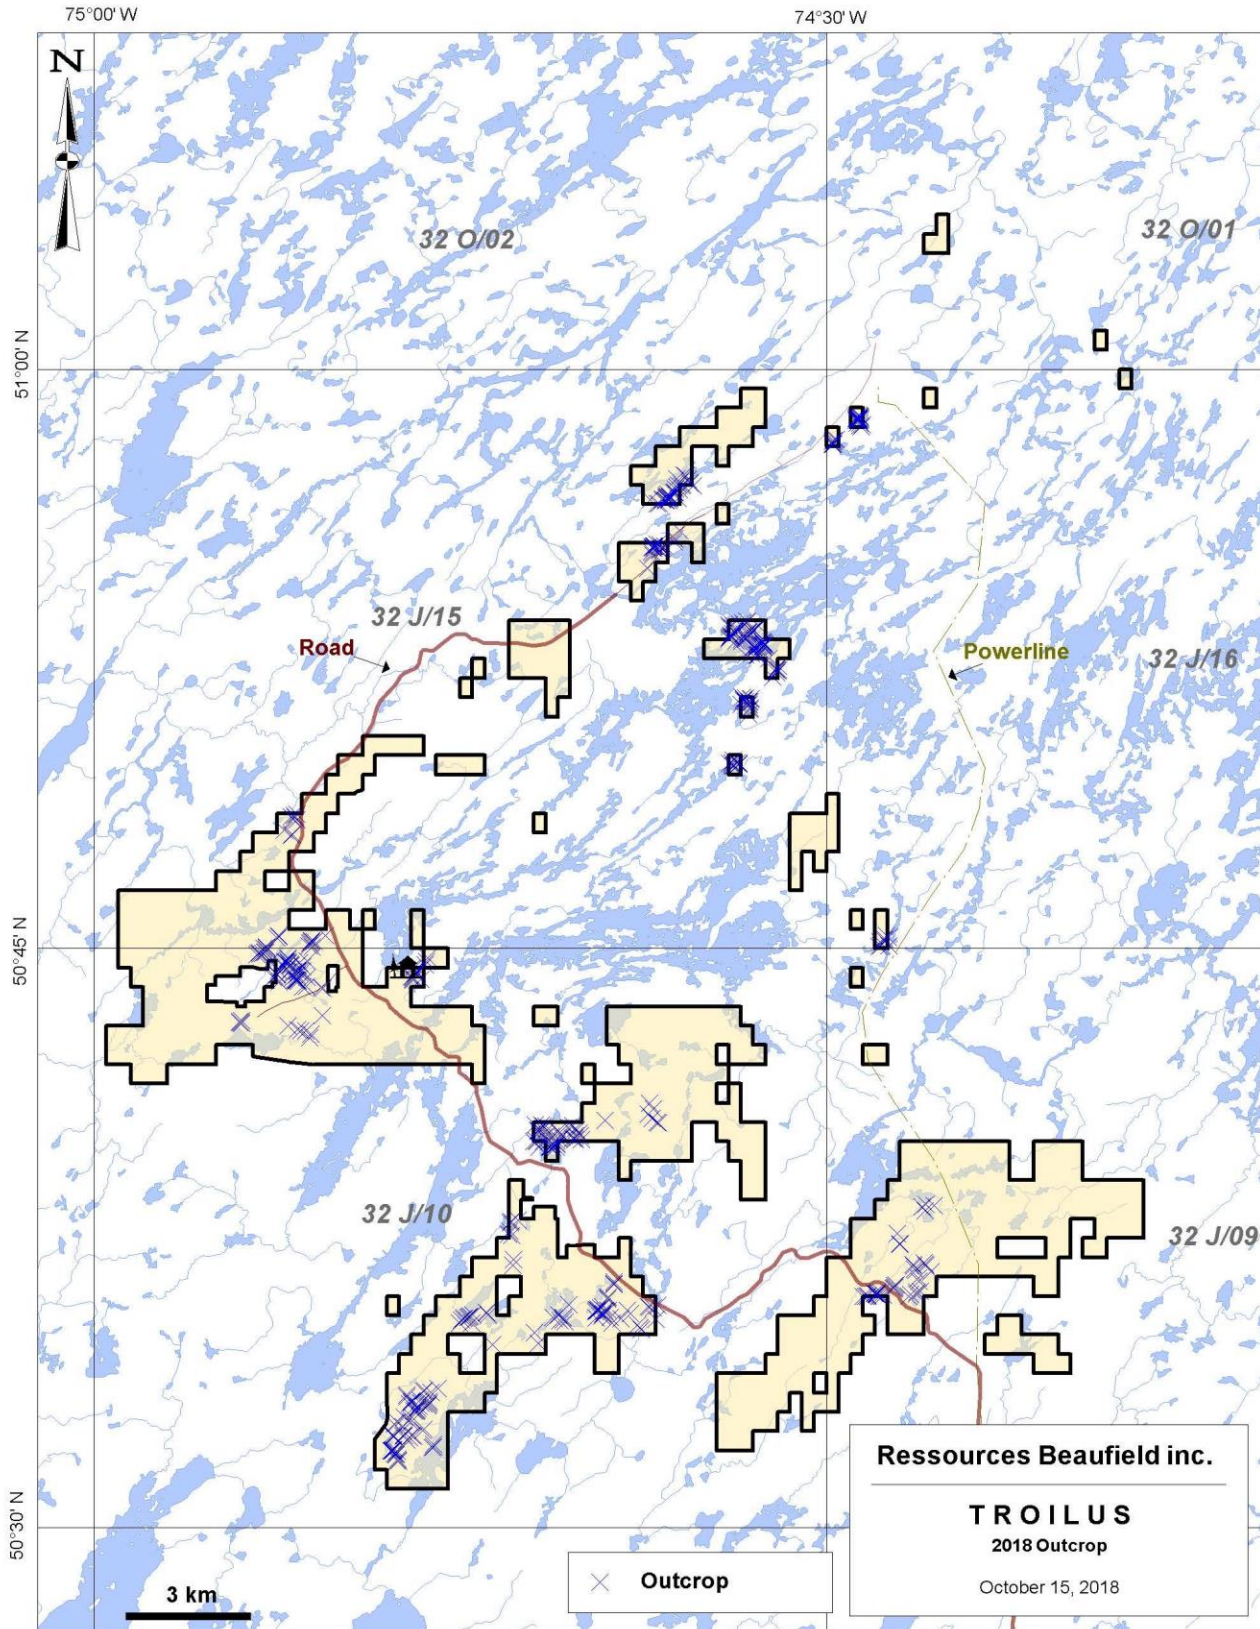 75°00' W
74°30' W
N
32 O/02
32 O/01
51°00' N
32 J/15
Road
Powerline
32 J/16
50°45' N
32 J/10
32 J/09
Ressources Beaufield inc.
TROILUS
2018 Outcrop
October 15, 2018
50°30' N
Outcrop
3 km